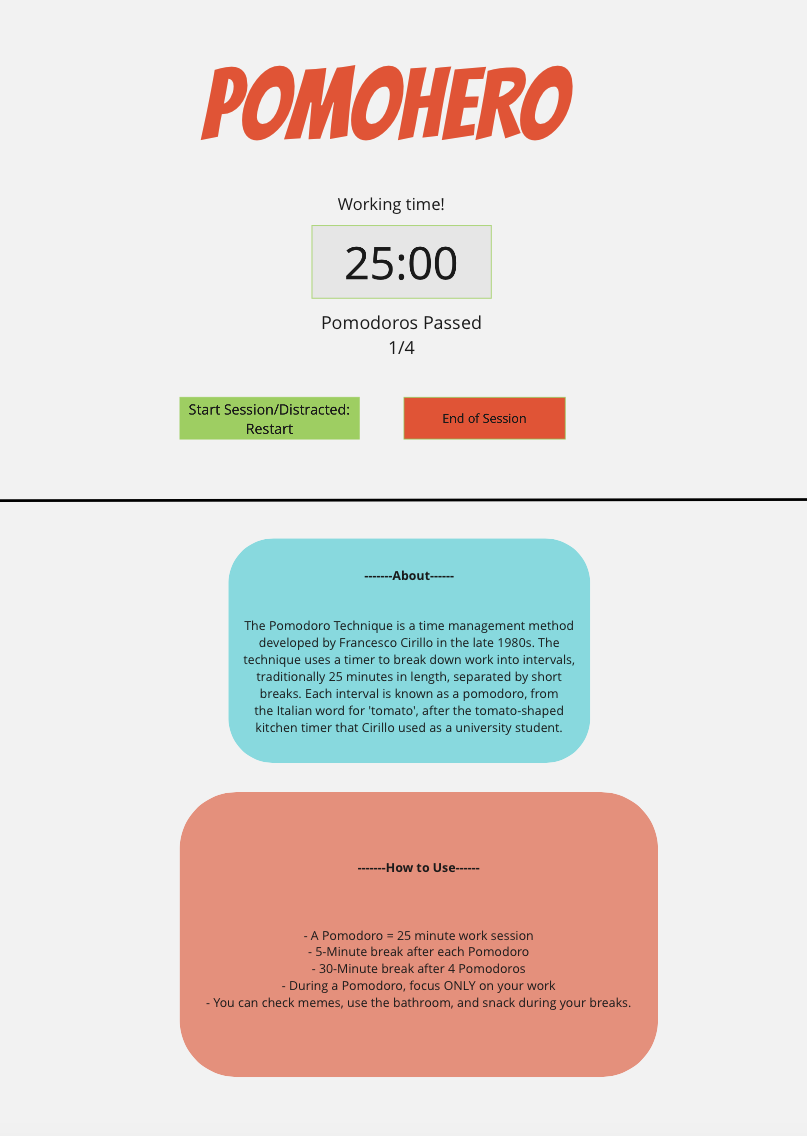 POMOHERO
Working time!
25:00
Pomodoros Passed
1/4
Start Session/Distracted:
Restart
End of Session
-------About------
The Pomodoro Technique is a time management method
developed by Francesco Cirillo in the late 1980s. The
technique uses a timer to break down work into intervals,
traditionally 25 minutes in length, separated by short
breaks. Each interval is known as a pomodoro, from
the Italian word for 'tomato', after the tomato-shaped
kitchen timer that Cirillo used as a university student.
-------How to Use------
- A Pomodoro = 25 minute work session
- 5-Minute break after each Pomodoro
- 30-Minute break after 4 Pomodoros
- During a Pomodoro, focus ONLY on your work
- You can check memes, use the bathroom, and snack during your breaks.